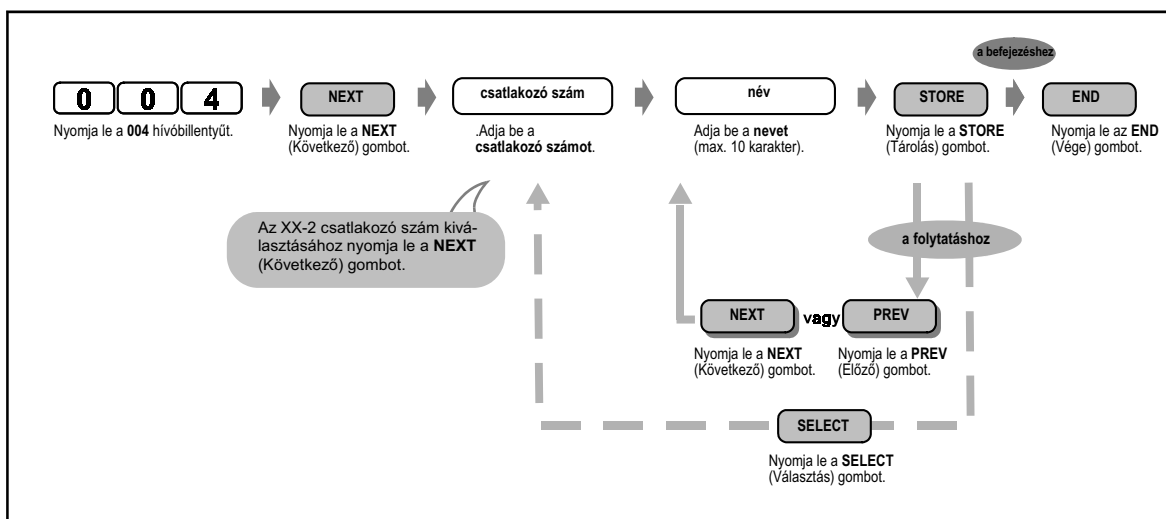 a befejezéshez
0 0 4
NEXT
csatlakozó szám
név
STORE
END
Nyomja le a 004 hívóbillentyűt.
Nyomja le a NEXT
(Következő) gombot.
.Adja be a
csatlakozó számot.
Adja be a nevet
(max. 10 karakter).
Nyomja le a STORE
(Tárolás) gombot.
Nyomja le az END
(Vége) gombot.
Az XX-2 csatlakozó szám kivá-
lasztásához nyomja le a NEXT
(Következő) gombot.
a folytatáshoz
NEXT vagy PREV
Nyomja le a NEXT
(Következő) gombot.
Nyomja le a PREV
(Előző) gombot.
SELECT
Nyomja le a SELECT
(Választás) gombot.